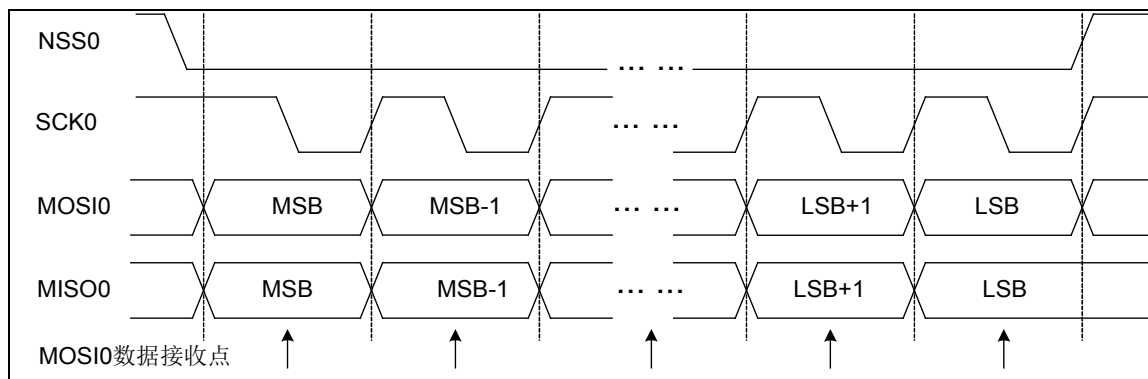 NSS0
... ...
SCK0
... ...
MOSI0 MSB MSB-1 ... ... LSB+1 LSB
MISO0 MSB MSB-1 ... ... LSB+1 LSB
MOSI0数据接收点